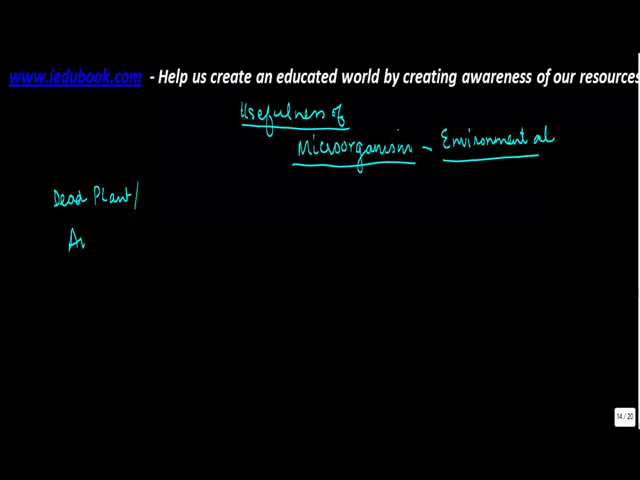 www.iedubook.com - Help us create an educated world by creating awareness of our resources
Usefulness of
Microorganism - Environmental
Dead Plant/
An
14 / 20